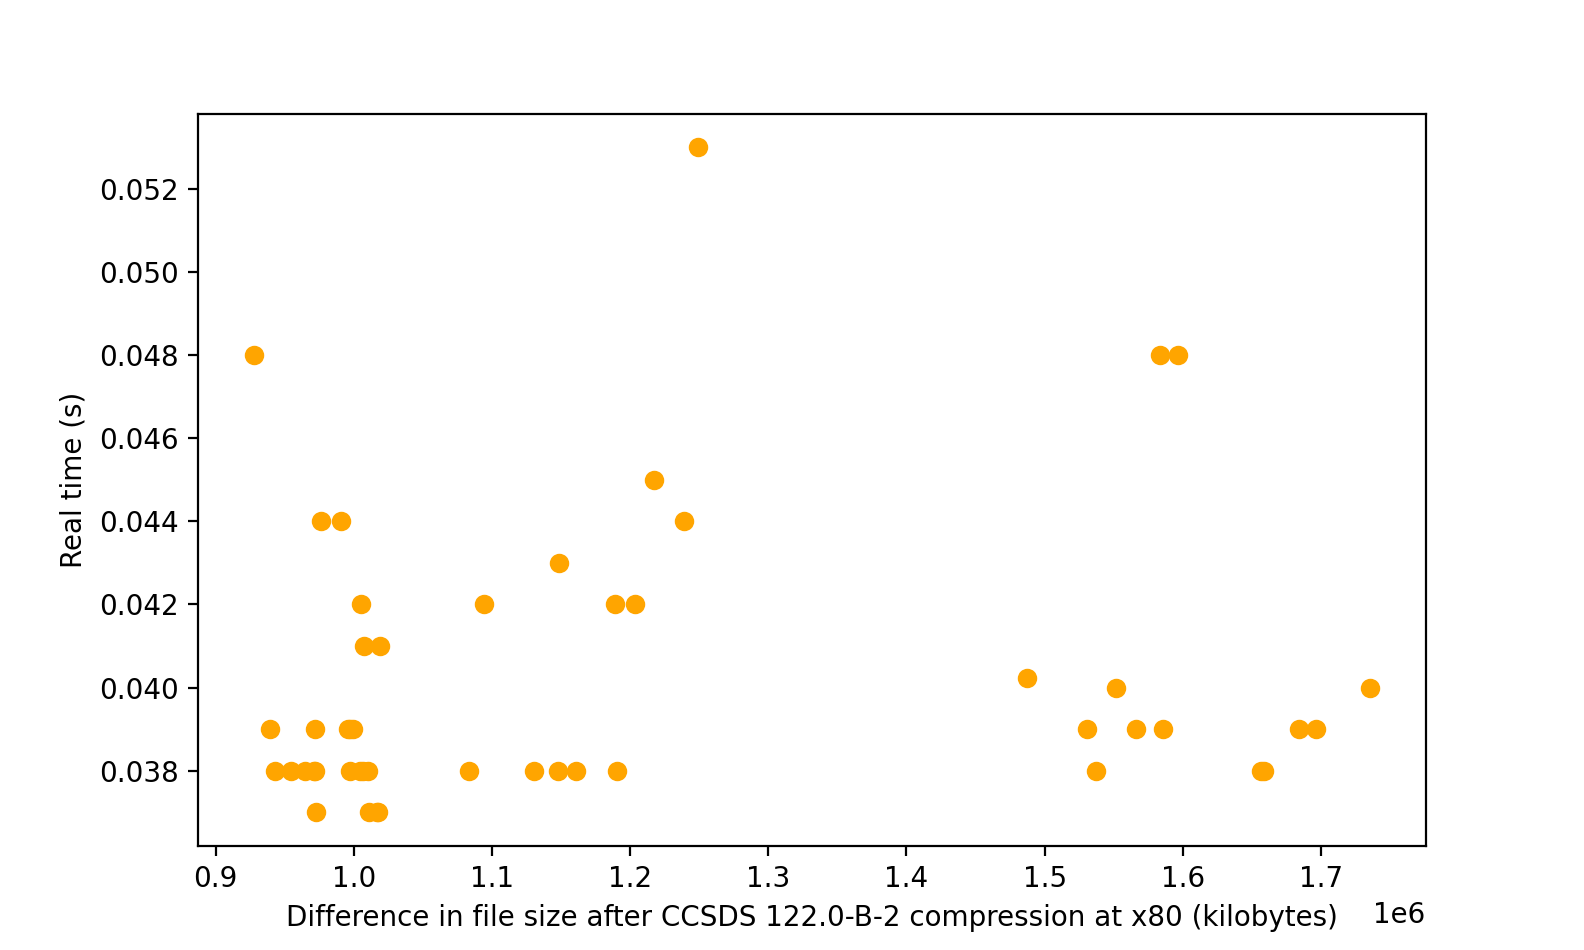 0.052
0.050
0.048
0.046
0.044
0.042
0.040
0.038
Real time (s)
0.9 1.0 1.1 1.2 1.3 1.4 1.5 1.6 1.7
Difference in file size after CCSDS 122.0-B-2 compression at x80 (kilobytes) 1e6